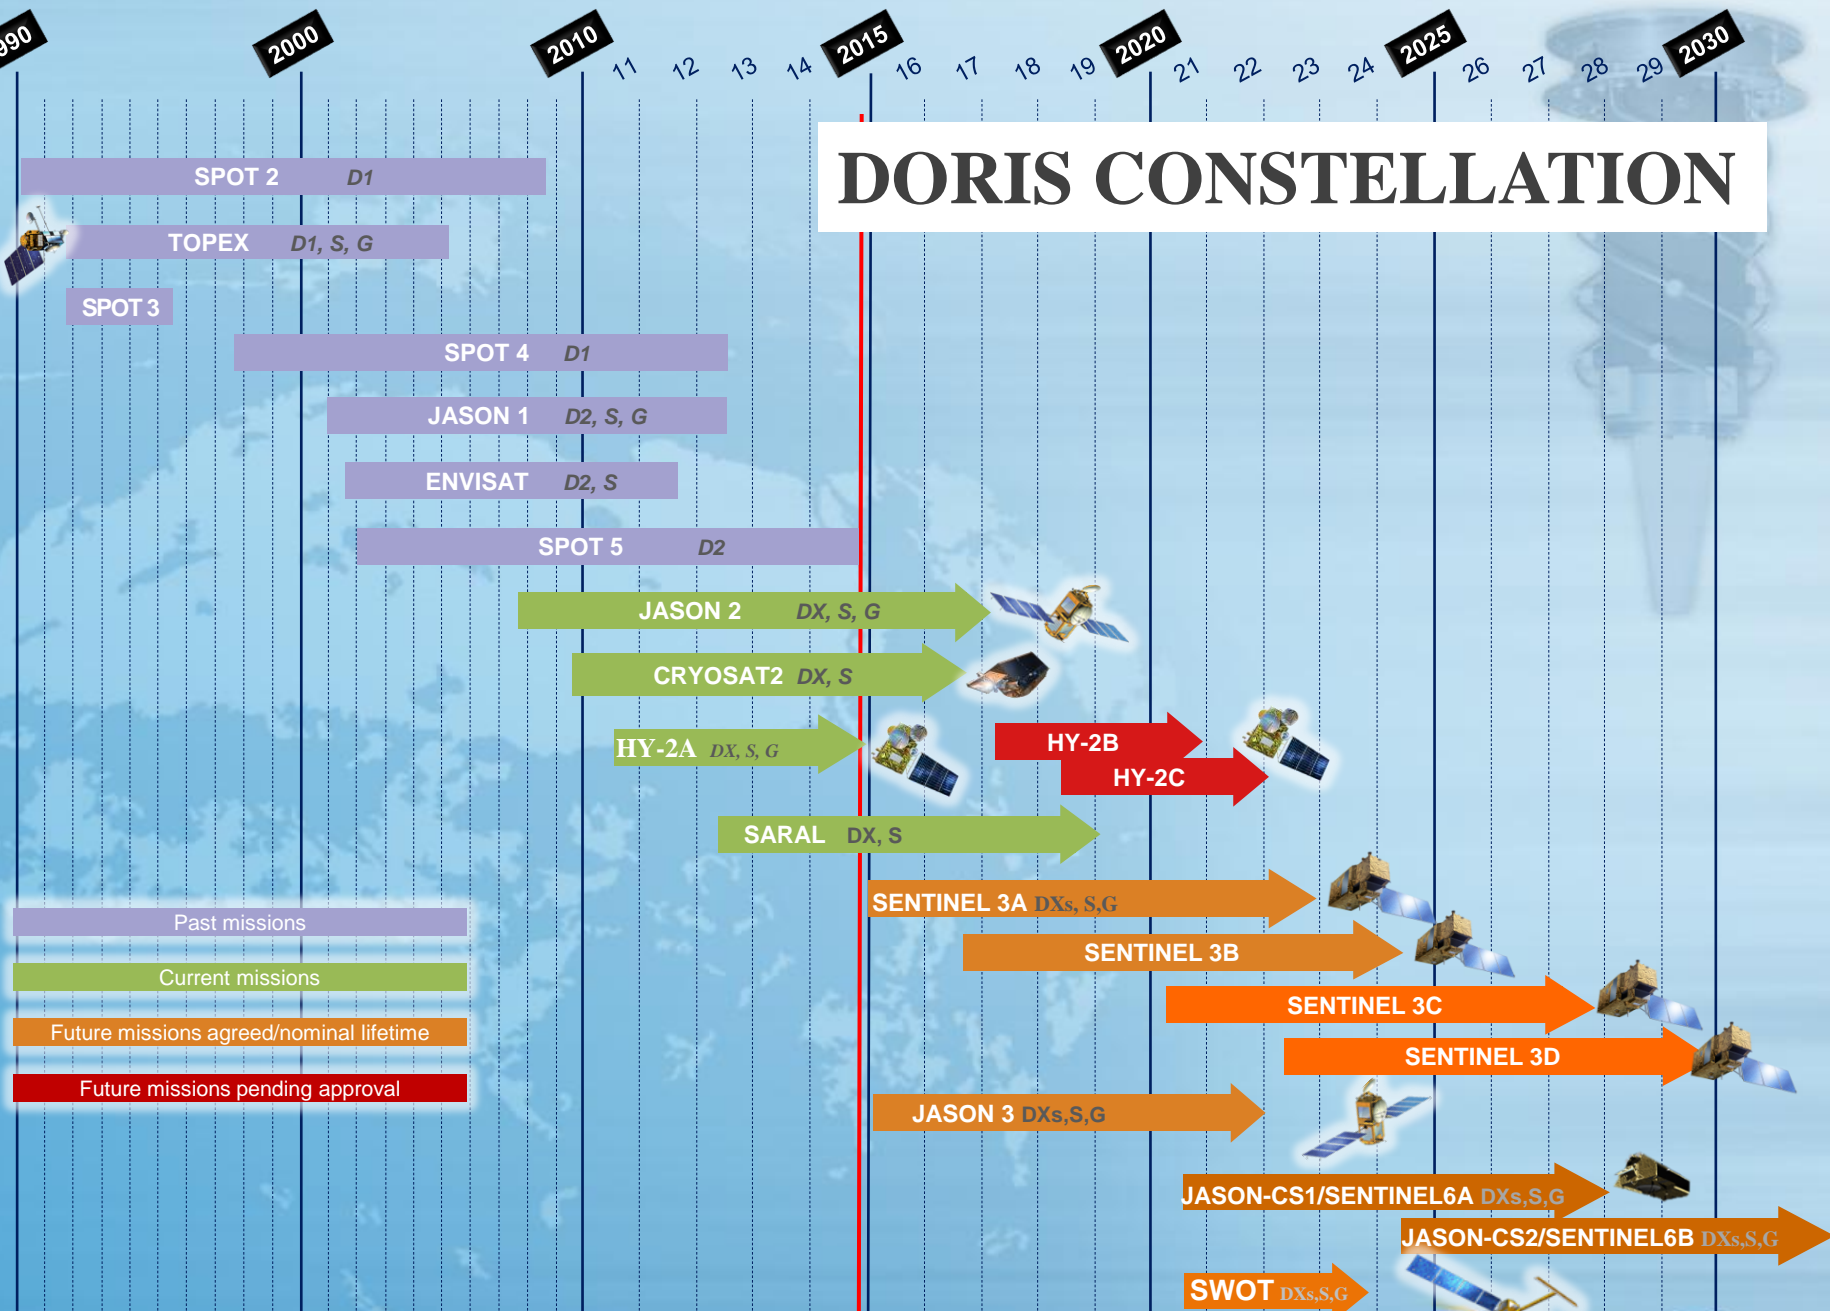 990 2000 2010 11 12 13 14 2015 16 17 18 19 2020 21 22 23 24 2025 26 27 28 29 2030
DORIS CONSTELLATION
SPOT 2 D1
TOPEX D1, S, G
SPOT 3
SPOT 4 D1
JASON 1 D2, S, G
ENVISAT D2, S
SPOT 5 D2
JASON 2 DX, S, G
CRYOSAT2 DX, S
HY-2A DX, S, G
HY-2B
HY-2C
SARAL DX, S
SENTINEL 3A DXs, S,G
SENTINEL 3B
SENTINEL 3C
SENTINEL 3D
JASON 3 DXs,S,G
JASON-CS1/SENTINEL6A DXs,S,G
JASON-CS2/SENTINEL6B DXs,S,G
SWOT DXs,S,G
Past missions
Current missions
Future missions agreed/nominal lifetime
Future missions pending approval